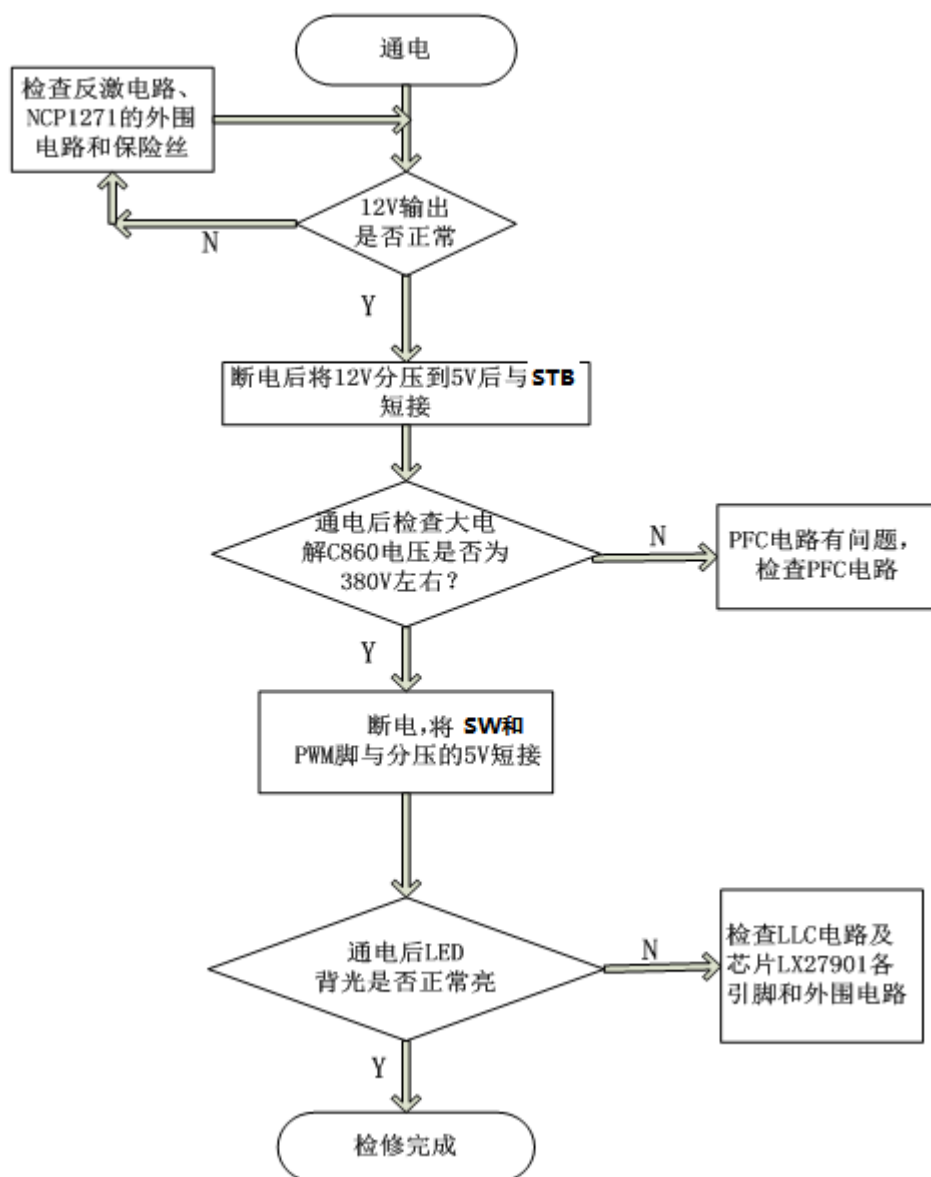 通电
检查反激电路、
NCP1271的外围
电路和保险丝
12V输出
是否正常
N
Y
断电后将12V分压到5V后与STB
短接
通电后检查大电
解C860电压是否为
380V左右?
N
PFC电路有问题，
检查PFC电路
Y
断电,将 SW和
PWM脚与分压的5V短接
通电后LED
背光是否正常亮
N
检查LLC电路及
芯片LX27901各
引脚和外围电路
Y
检修完成